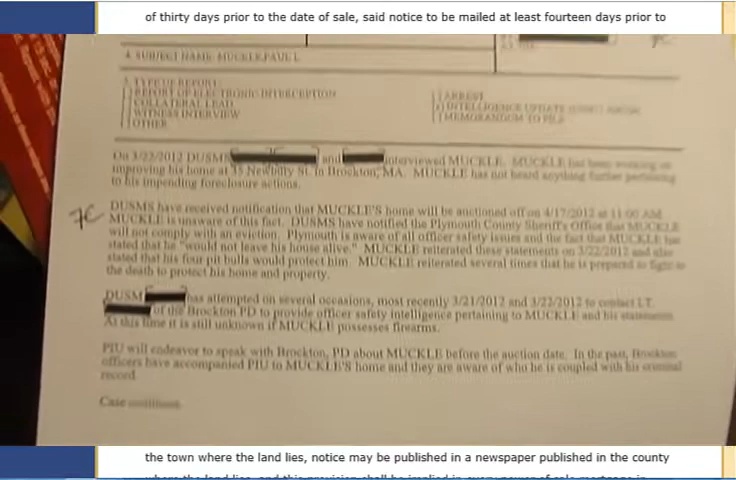 of thirty days prior to the date of sale, said notice to be mailed at least fourteen days prior to
4. SUBJECT NAME: MUCKLE, PAUL L
TYPE OF REPORT:
REPORT OF ELECTRONIC INTERCEPTION
ARREST
COLLATERAL LEAD
INTELLIGENCE UPDATE
WITNESS INTERVIEW
MEMORANDUM TO FILE
OTHER
On 3/22/2012 DUSMS and interviewed MUCKLE. MUCKLE has been working on
improving his home at Newbury St. in Brockton, MA. MUCKLE has not heard anything further pertaining
to his impending foreclosure actions.
DUSMS have received notification that MUCKLE'S home will be auctioned off on 4/17/2012 at 11:00 AM.
7C
MUCKLE is unaware of this fact. DUSMS have notified the Plymouth County Sheriff's Office that MUCKLE
will not comply with an eviction. Plymouth is aware of all officer safety issues and the fact that MUCKLE has
stated that he "would not leave his house alive." MUCKLE reiterated these statements on 3/22/2012 and also
stated that his four pit bulls would protect him. MUCKLE reiterated several times that he is prepared to fight to
the death to protect his home and property.
DUSM has attempted on several occasions, most recently 3/21/2012 and 3/22/2012 to contact LT.
of the Brockton PD to provide officer safety intelligence pertaining to MUCKLE and his statements.
As this time it is still unknown if MUCKLE possesses firearms.
PIU will endeavor to speak with Brockton, PD about MUCKLE before the auction date. In the past, Brockton
officers have accompanied PIU to MUCKLE'S home and they are aware of who he is coupled with his criminal
record.
Case continues.
the town where the land lies, notice may be published in a newspaper published in the county